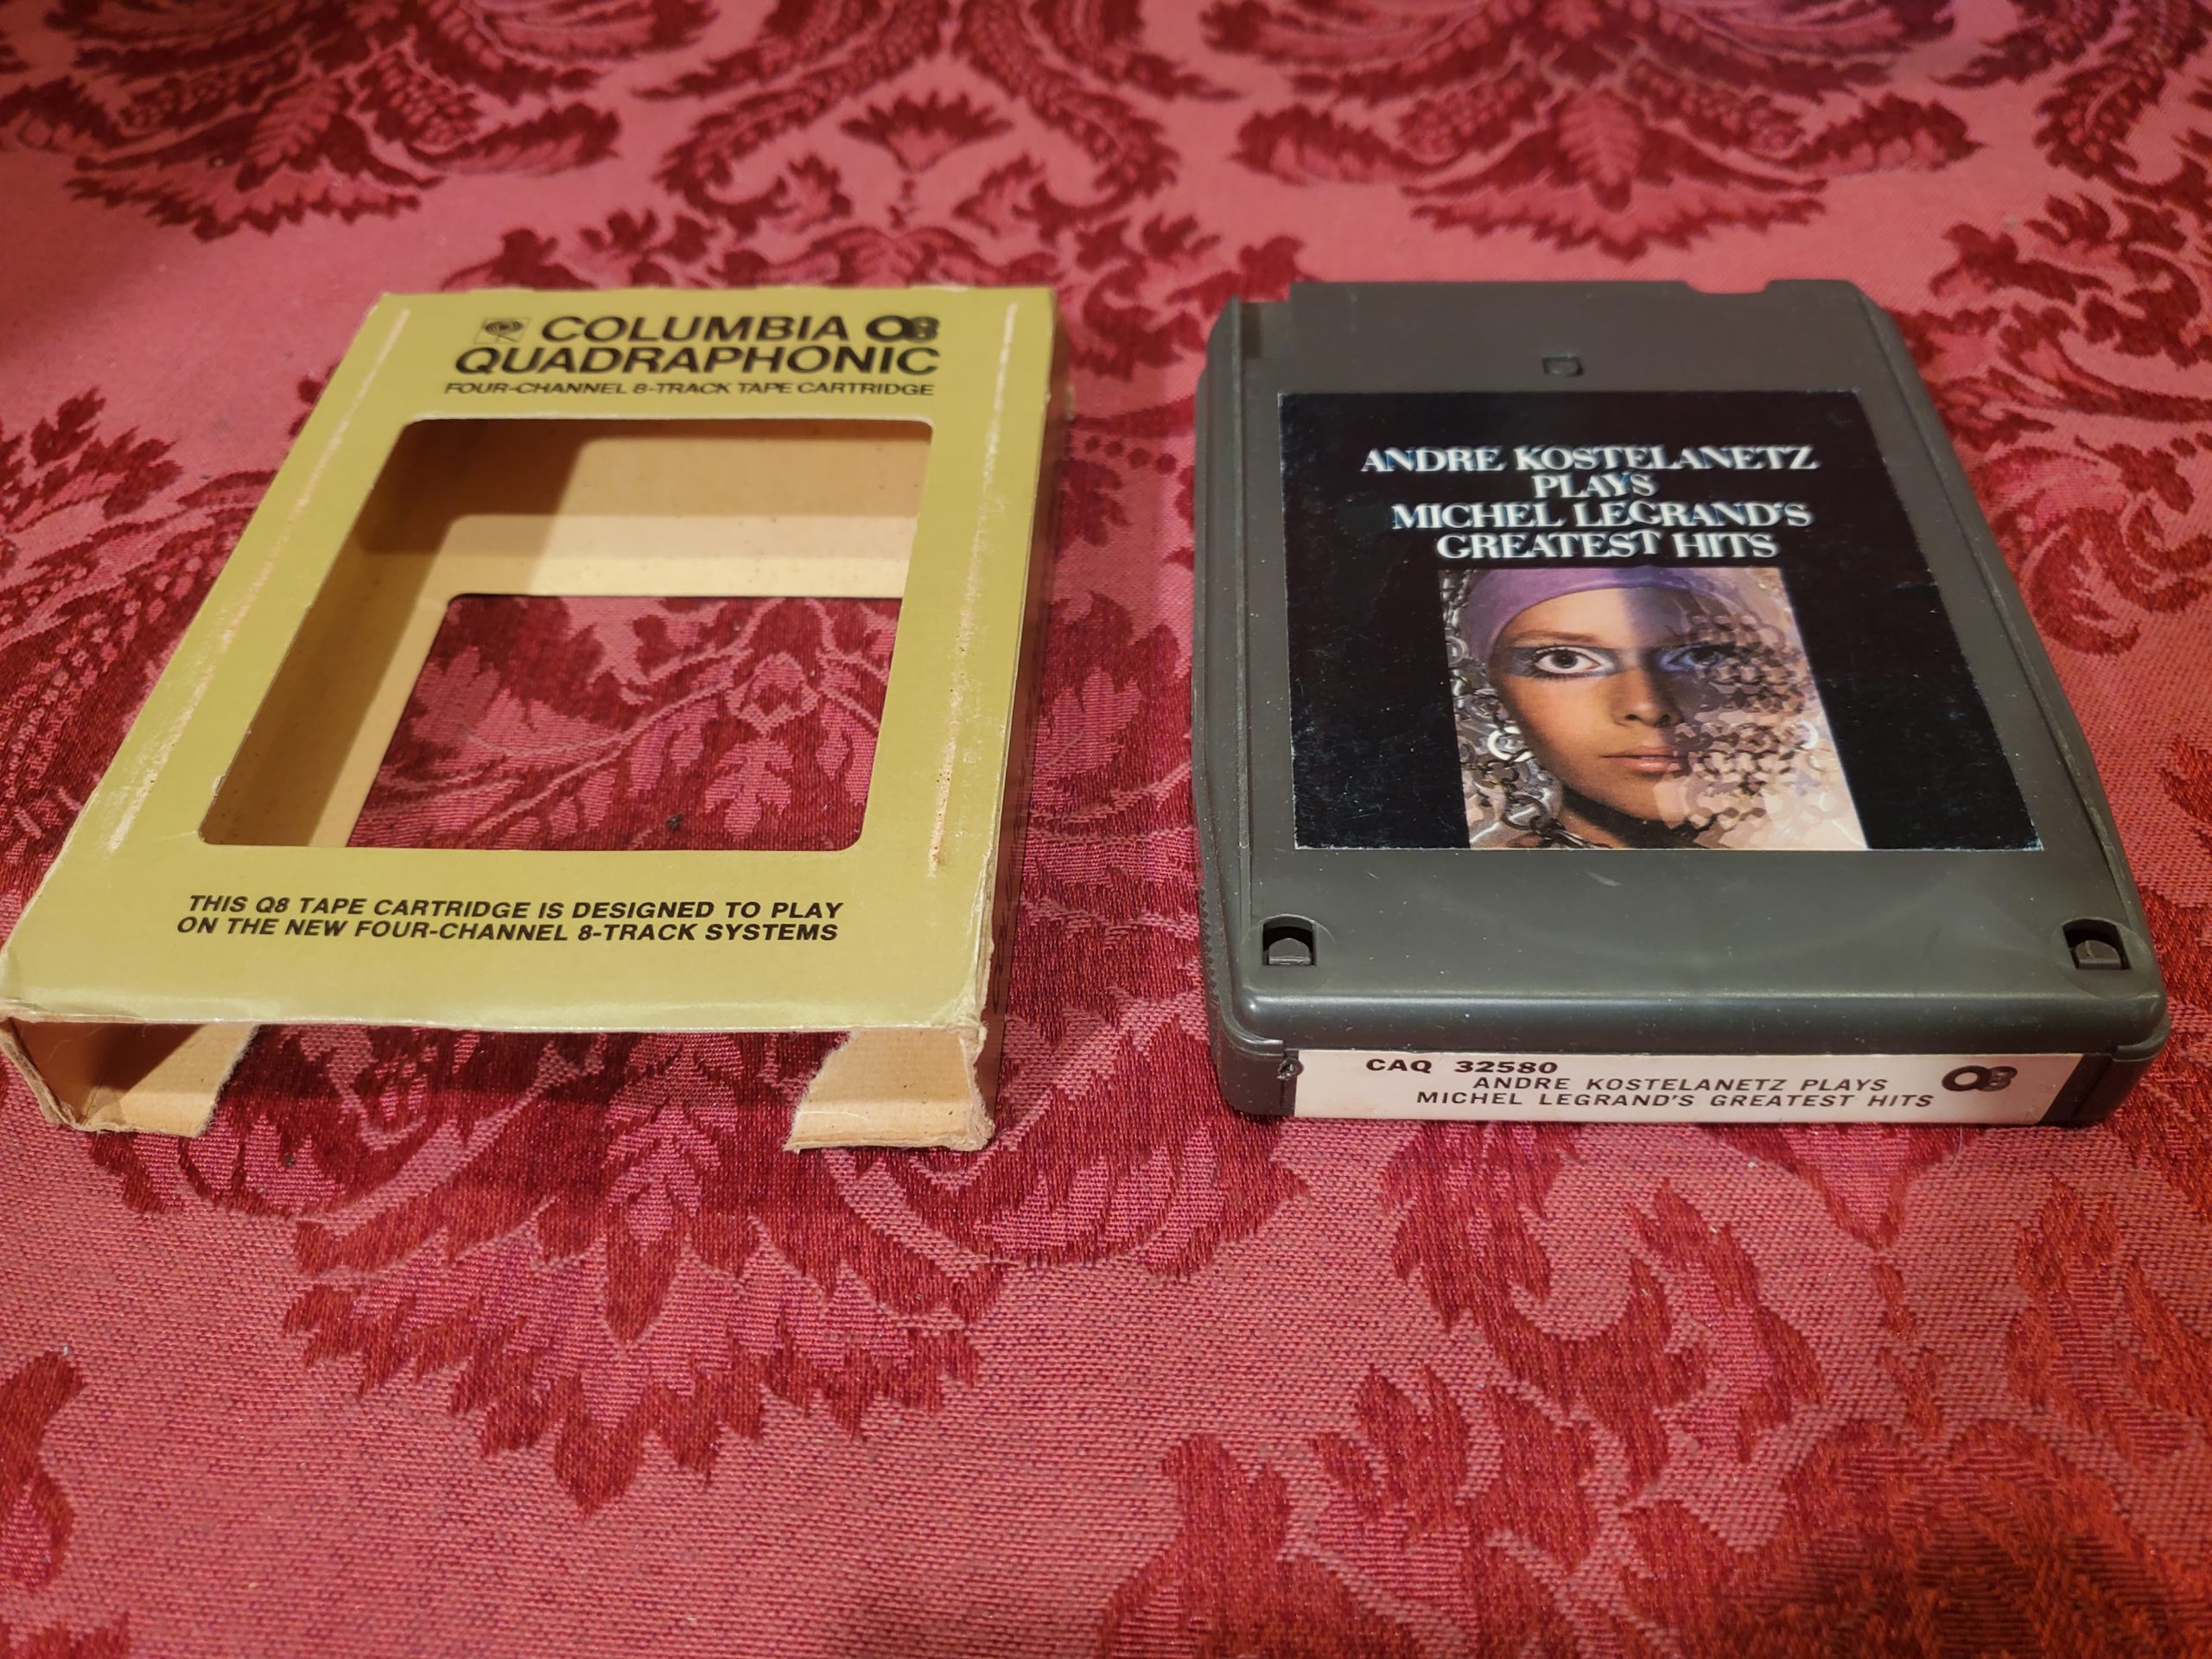 COLUMBIA Q8
QUADRAPHONIC
FOUR-CHANNEL 8-TRACK TAPE CARTRIDGE
THIS Q8 TAPE CARTRIDGE IS DESIGNED TO PLAY
ON THE NEW FOUR-CHANNEL 8-TRACK SYSTEMS
ANDRE KOSTELANETZ
PLAYS
MICHEL LEGRAND'S
GREATEST HITS
CAQ 32580
ANDRE KOSTELANETZ PLAYS
MICHEL LEGRAND'S GREATEST HITS
Q8